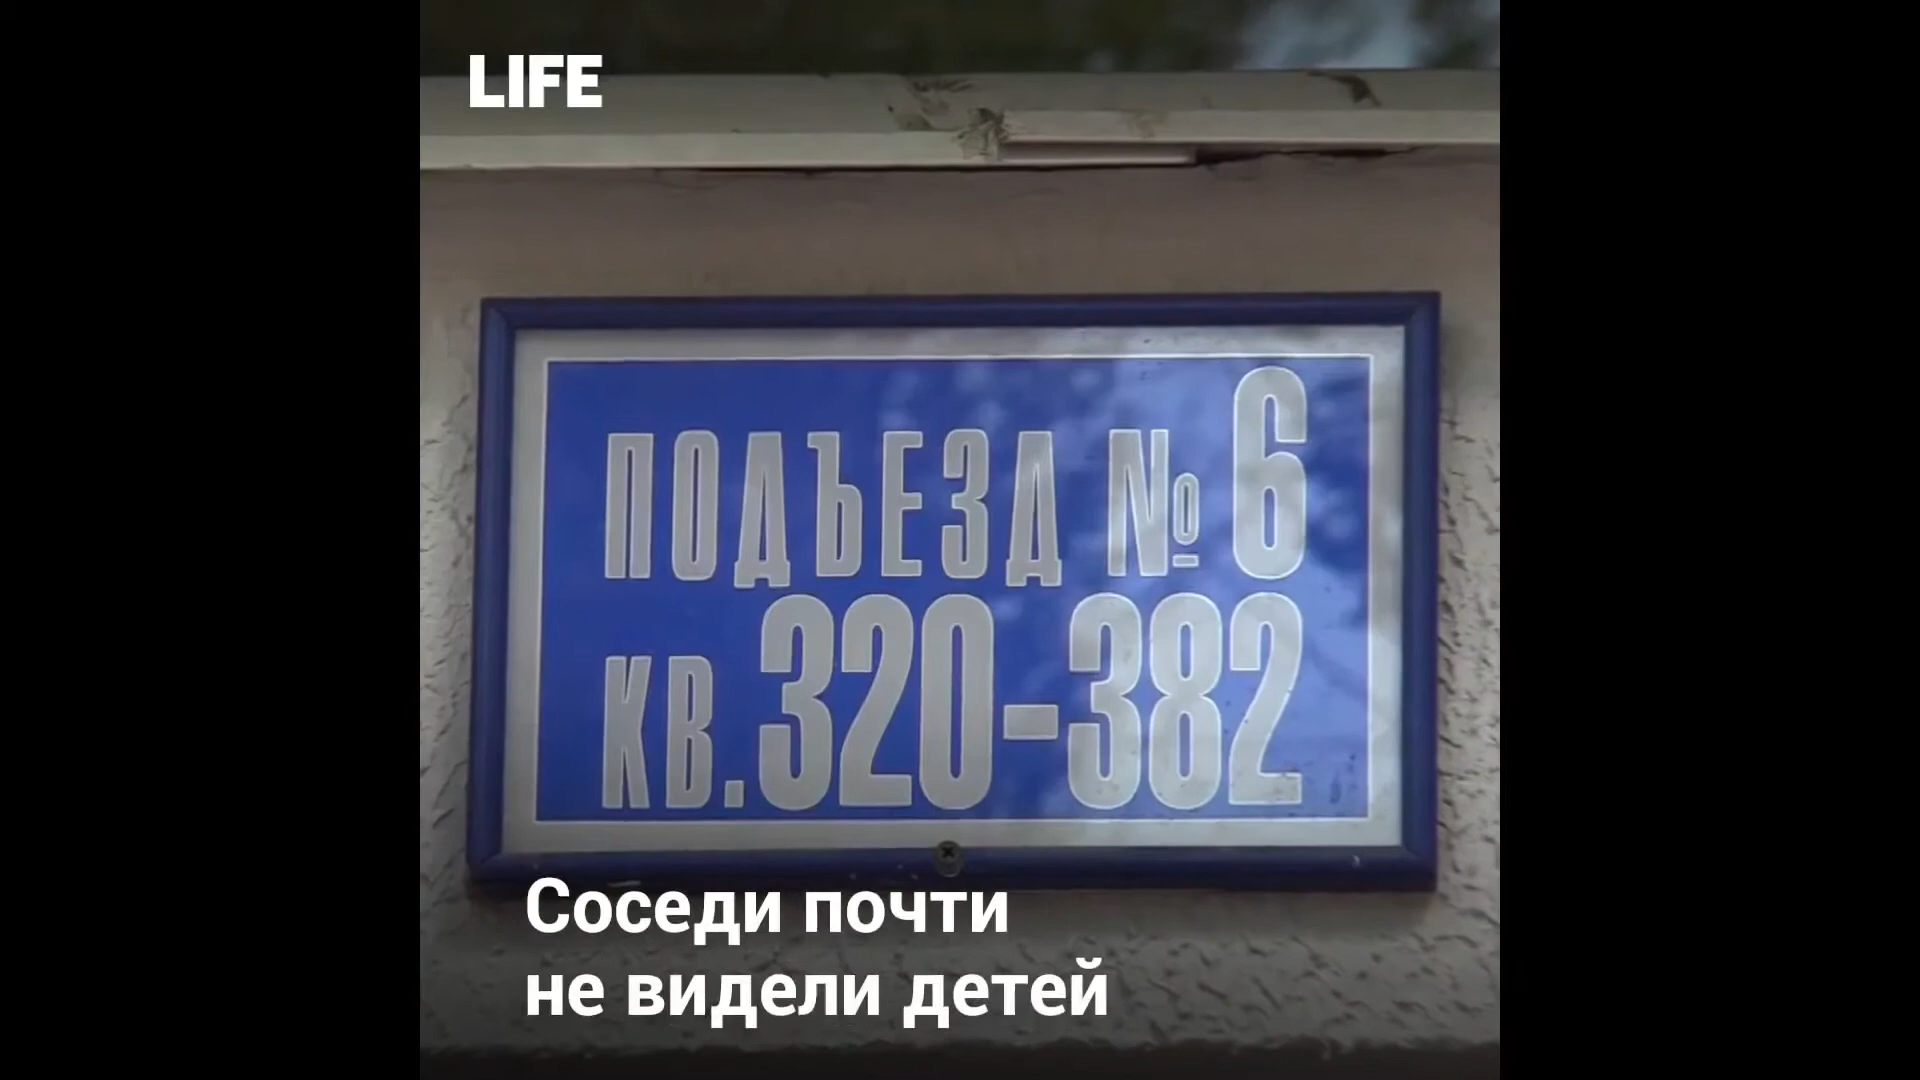 LIFE
ПОДЪЕЗД № 6
КВ. 320-382
Соседи почти
не видели детей